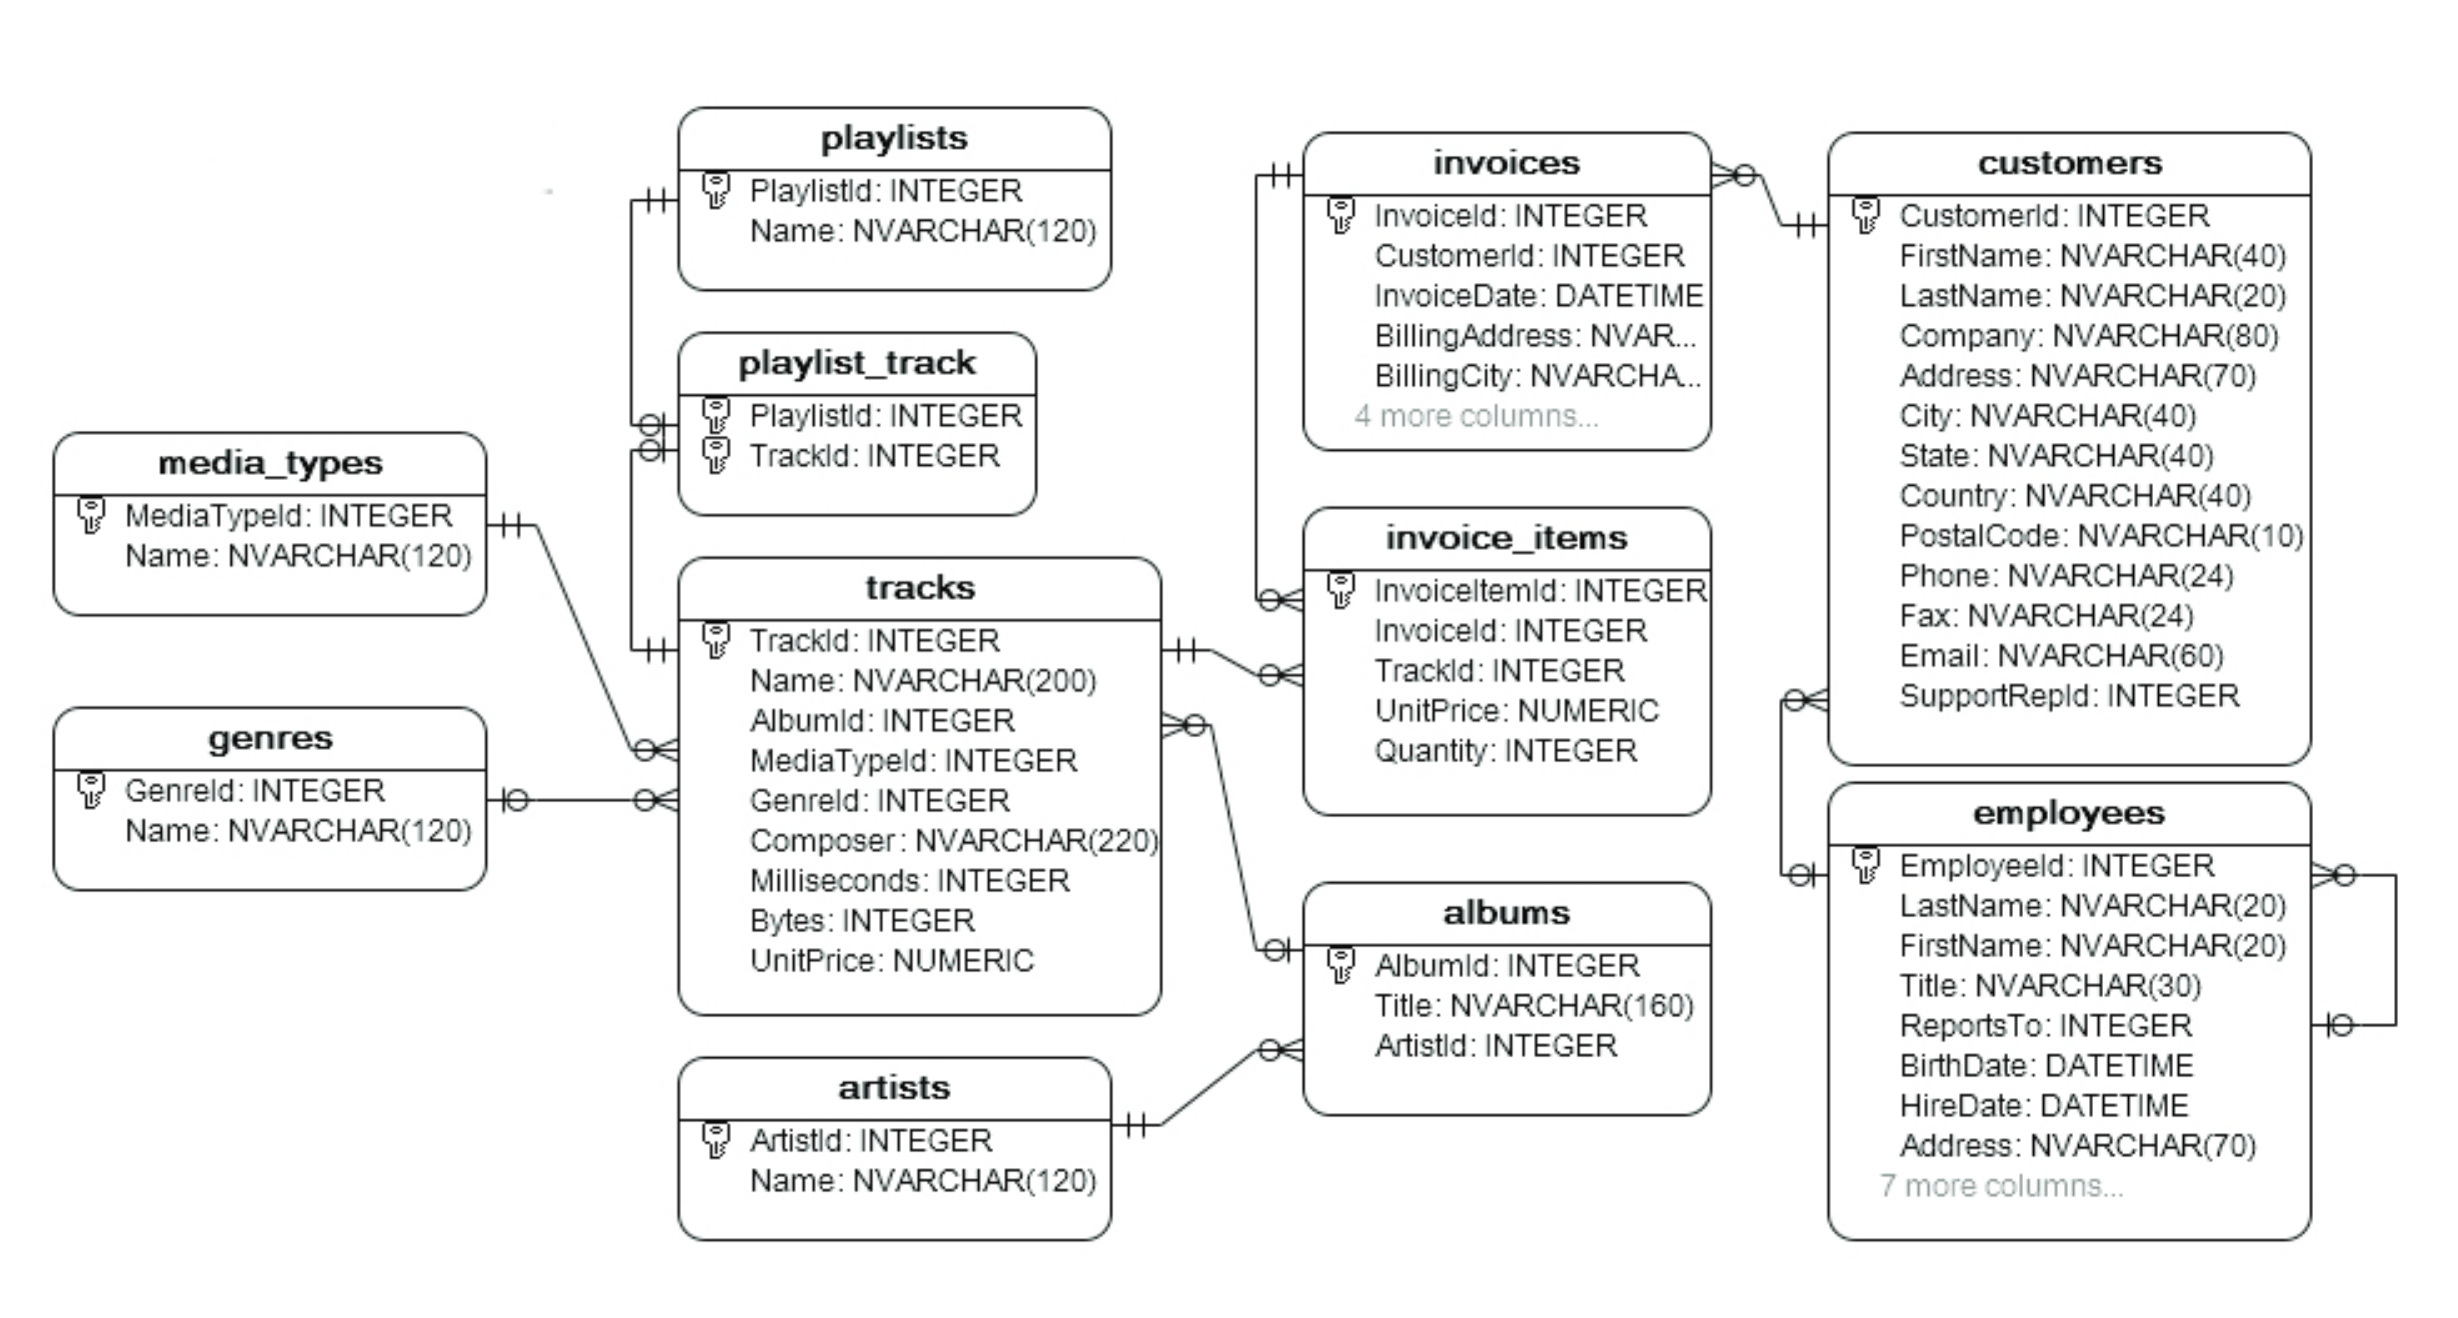 playlists
PlaylistId: INTEGER
Name: NVARCHAR(120)
playlist_track
PlaylistId: INTEGER
TrackId: INTEGER
media_types
MediaTypeId: INTEGER
Name: NVARCHAR(120)
genres
GenreId: INTEGER
Name: NVARCHAR(120)
tracks
TrackId: INTEGER
Name: NVARCHAR(200)
AlbumId: INTEGER
MediaTypeId: INTEGER
GenreId: INTEGER
Composer: NVARCHAR(220)
Milliseconds: INTEGER
Bytes: INTEGER
UnitPrice: NUMERIC
artists
ArtistId: INTEGER
Name: NVARCHAR(120)
invoices
InvoiceId: INTEGER
CustomerId: INTEGER
InvoiceDate: DATETIME
BillingAddress: NVAR...
BillingCity: NVARCHA...
4 more columns...
invoice_items
InvoiceItemId: INTEGER
InvoiceId: INTEGER
TrackId: INTEGER
UnitPrice: NUMERIC
Quantity: INTEGER
albums
AlbumId: INTEGER
Title: NVARCHAR(160)
ArtistId: INTEGER
customers
CustomerId: INTEGER
FirstName: NVARCHAR(40)
LastName: NVARCHAR(20)
Company: NVARCHAR(80)
Address: NVARCHAR(70)
City: NVARCHAR(40)
State: NVARCHAR(40)
Country: NVARCHAR(40)
PostalCode: NVARCHAR(10)
Phone: NVARCHAR(24)
Fax: NVARCHAR(24)
Email: NVARCHAR(60)
SupportRepId: INTEGER
employees
EmployeeId: INTEGER
LastName: NVARCHAR(20)
FirstName: NVARCHAR(20)
Title: NVARCHAR(30)
ReportsTo: INTEGER
BirthDate: DATETIME
HireDate: DATETIME
Address: NVARCHAR(70)
7 more columns...